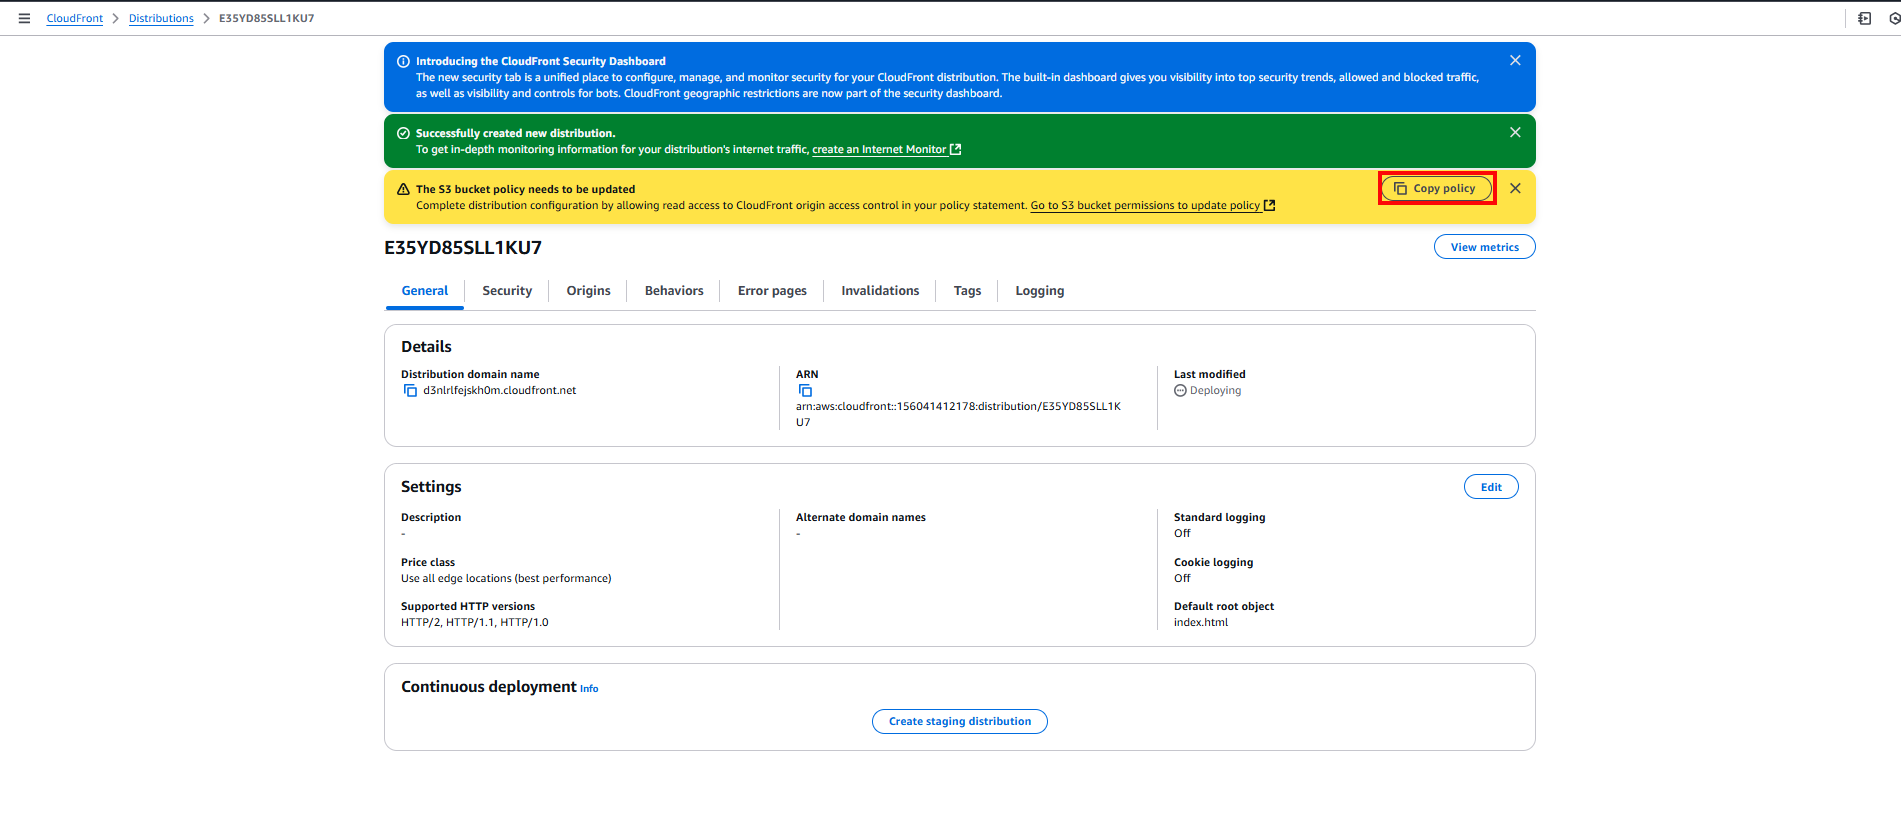 CloudFront > Distributions > E35YD85SLL1KU7
Introducing the CloudFront Security Dashboard
The new security tab is a unified place to configure, manage, and monitor security for your CloudFront distribution. The built-in dashboard gives you visibility into top security trends, allowed and blocked traffic,
as well as visibility and controls for bots. CloudFront geographic restrictions are now part of the security dashboard.
Successfully created new distribution.
To get in-depth monitoring information for your distribution's internet traffic, create an Internet Monitor
The S3 bucket policy needs to be updated
Copy policy
Complete distribution configuration by allowing read access to CloudFront origin access control in your policy statement. Go to S3 bucket permissions to update policy
E35YD85SLL1KU7
View metrics
General Security Origins Behaviors Error pages Invalidations Tags Logging
Details
Distribution domain name
d3nlrlfejskh0m.cloudfront.net
ARN
arn:aws:cloudfront::156041412178:distribution/E35YD85SLL1K
U7
Last modified
Deploying
Settings
Edit
Description
-
Price class
Use all edge locations (best performance)
Supported HTTP versions
HTTP/2, HTTP/1.1, HTTP/1.0
Alternate domain names
-
Standard logging
Off
Cookie logging
Off
Default root object
index.html
Continuous deployment Info
Create staging distribution